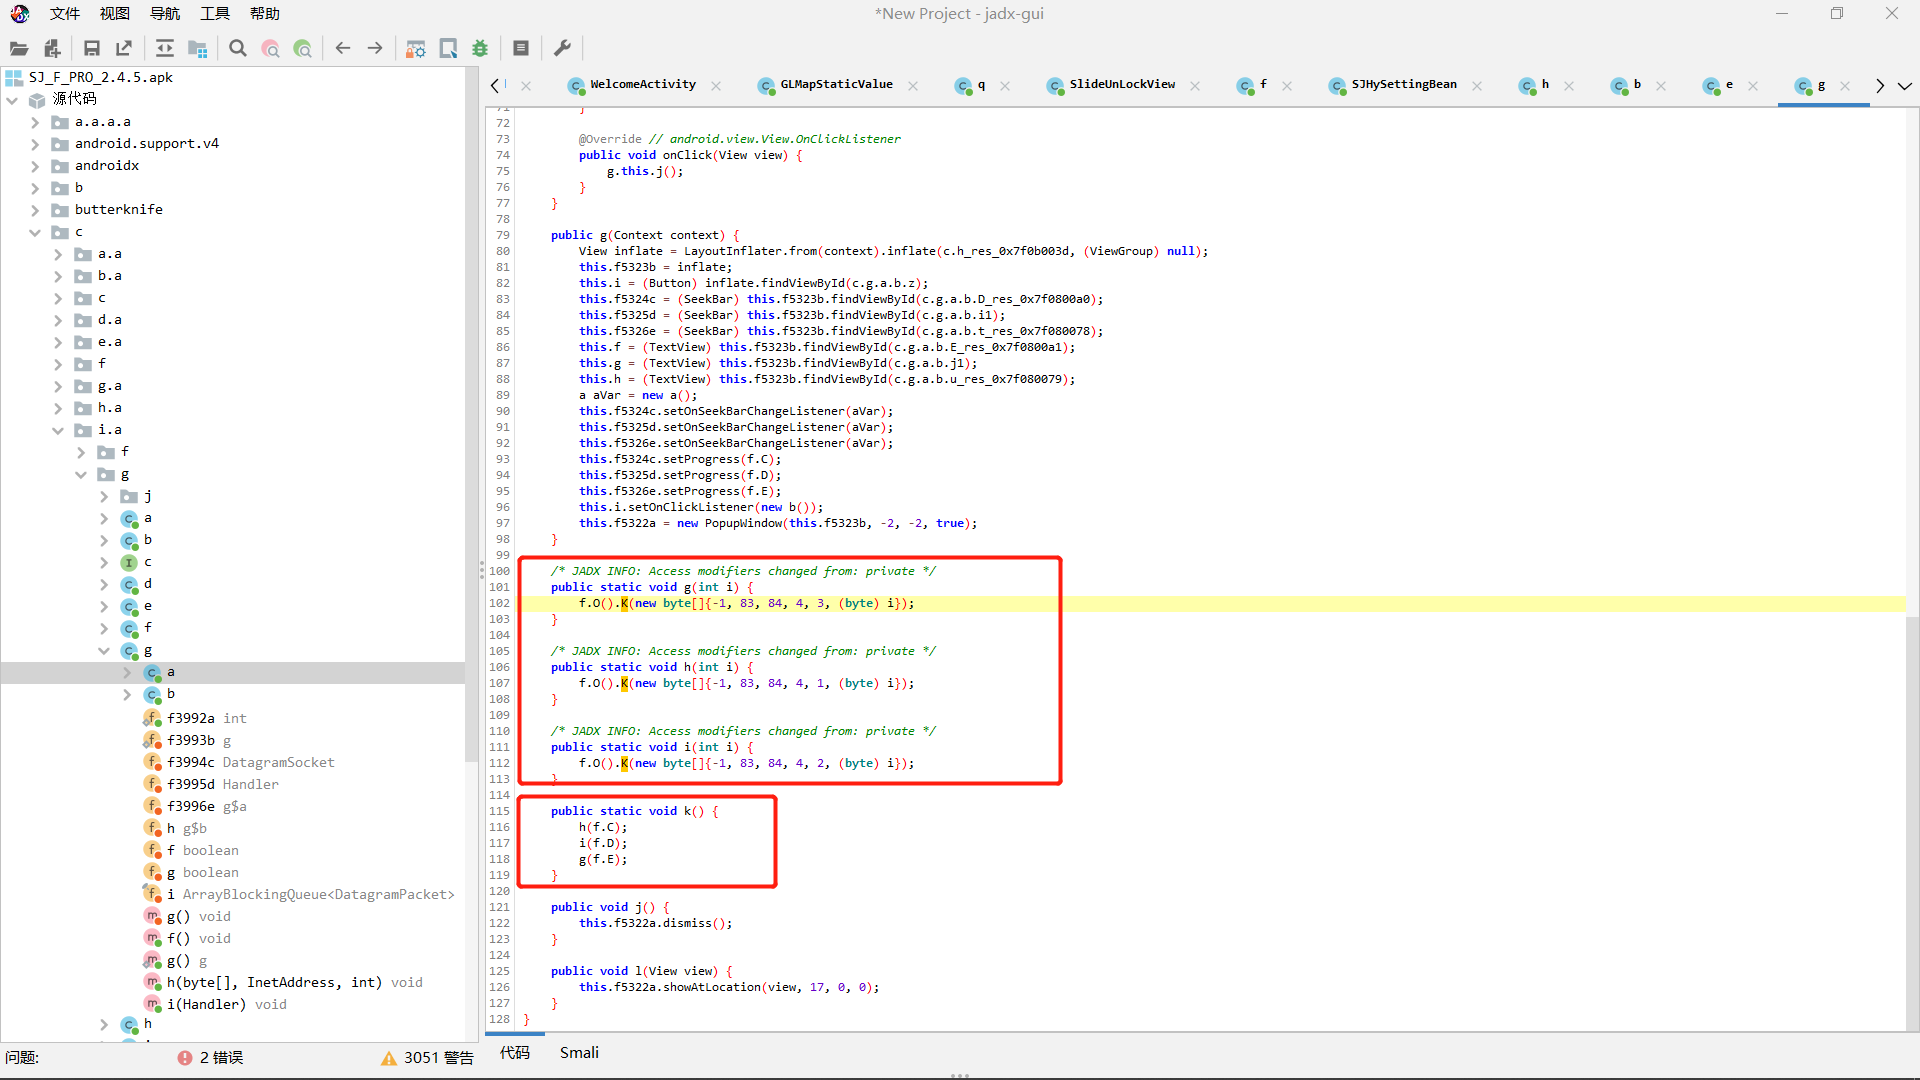 文件 视图 导航 工具 帮助
*New Project - jadx-gui
SJ_F_PRO_2.4.5.apk
源代码
a.a.a.a
android.support.v4
androidx
b
butterknife
c
a.a
b.a
c
d.a
e.a
f
g.a
h.a
i.a
f
g
j
a
b
c
d
e
f
g
a
b
f3992a int
f3993b g
f3994c DatagramSocket
f3995d Handler
f3996e g$a
h g$b
f boolean
g boolean
i ArrayBlockingQueue<DatagramPacket>
g() void
f() void
g() g
h(byte[], InetAddress, int) void
i(Handler) void
h
问题: 2 错误 3051 警告
WelcomeActivity GLMapStaticValue q SlideUnLockView f SJHySettingBean h b e g
71 }
72
73 @Override // android.view.View.OnClickListener
74 public void onClick(View view) {
75 g.this.j();
76 }
77 }
78
79 public g(Context context) {
80 View inflate = LayoutInflater.from(context).inflate(c.h_res_0x7f0b003d, (ViewGroup) null);
81 this.f5323b = inflate;
82 this.i = (Button) inflate.findViewById(c.g.a.b.z);
83 this.f5324c = (SeekBar) this.f5323b.findViewById(c.g.a.b.D_res_0x7f0800a0);
84 this.f5325d = (SeekBar) this.f5323b.findViewById(c.g.a.b.i1);
85 this.f5326e = (SeekBar) this.f5323b.findViewById(c.g.a.b.t_res_0x7f080078);
86 this.f = (TextView) this.f5323b.findViewById(c.g.a.b.E_res_0x7f0800a1);
87 this.g = (TextView) this.f5323b.findViewById(c.g.a.b.j1);
88 this.h = (TextView) this.f5323b.findViewById(c.g.a.b.u_res_0x7f080079);
89 a aVar = new a();
90 this.f5324c.setOnSeekBarChangeListener(aVar);
91 this.f5325d.setOnSeekBarChangeListener(aVar);
92 this.f5326e.setOnSeekBarChangeListener(aVar);
93 this.f5324c.setProgress(f.C);
94 this.f5325d.setProgress(f.D);
95 this.f5326e.setProgress(f.E);
96 this.i.setOnClickListener(new b());
97 this.f5322a = new PopupWindow(this.f5323b, -2, -2, true);
98 }
99
100 /* JADX INFO: Access modifiers changed from: private */
101 public static void g(int i) {
102 f.O().K(new byte[]{-1, 83, 84, 4, 3, (byte) i});
103 }
104
105 /* JADX INFO: Access modifiers changed from: private */
106 public static void h(int i) {
107 f.O().K(new byte[]{-1, 83, 84, 4, 1, (byte) i});
108 }
109
110 /* JADX INFO: Access modifiers changed from: private */
111 public static void i(int i) {
112 f.O().K(new byte[]{-1, 83, 84, 4, 2, (byte) i});
113 }
114
115 public static void k() {
116 h(f.C);
117 i(f.D);
118 g(f.E);
119 }
120
121 public void j() {
122 this.f5322a.dismiss();
123 }
124
125 public void l(View view) {
126 this.f5322a.showAtLocation(view, 17, 0, 0);
127 }
128 }
代码 Smali